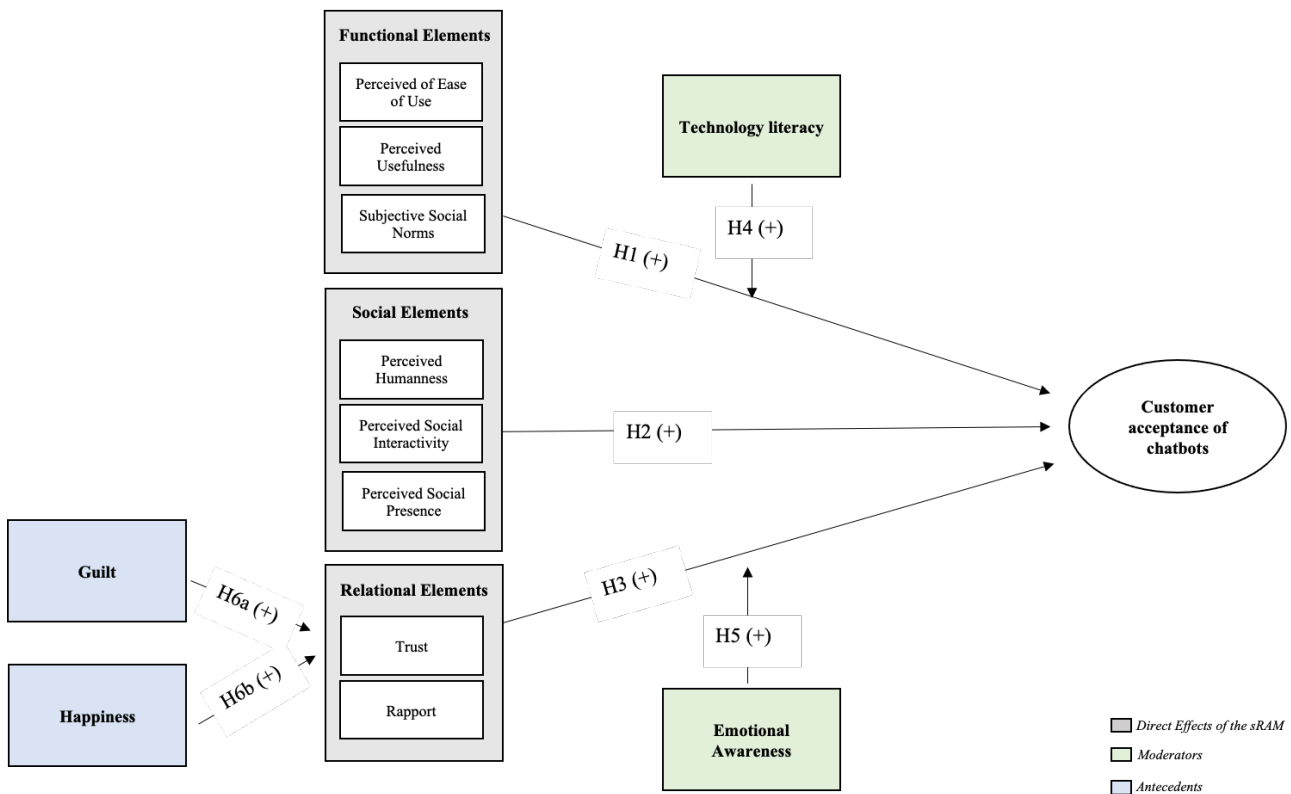 Functional Elements
Perceived of Ease
of Use
Perceived
Usefulness
Subjective Social
Norms
Technology literacy
H4 (+)
H1 (+)
Social Elements
Perceived
Humanness
Perceived Social
Interactivity
Perceived Social
Presence
H2 (+)
Customer
acceptance of
chatbots
Guilt
H6a (+)
Happiness
H6b (+)
Relational Elements
Trust
Rapport
H3 (+)
H5 (+)
Emotional
Awareness
Direct Effects of the sRAM
Moderators
Antecedents